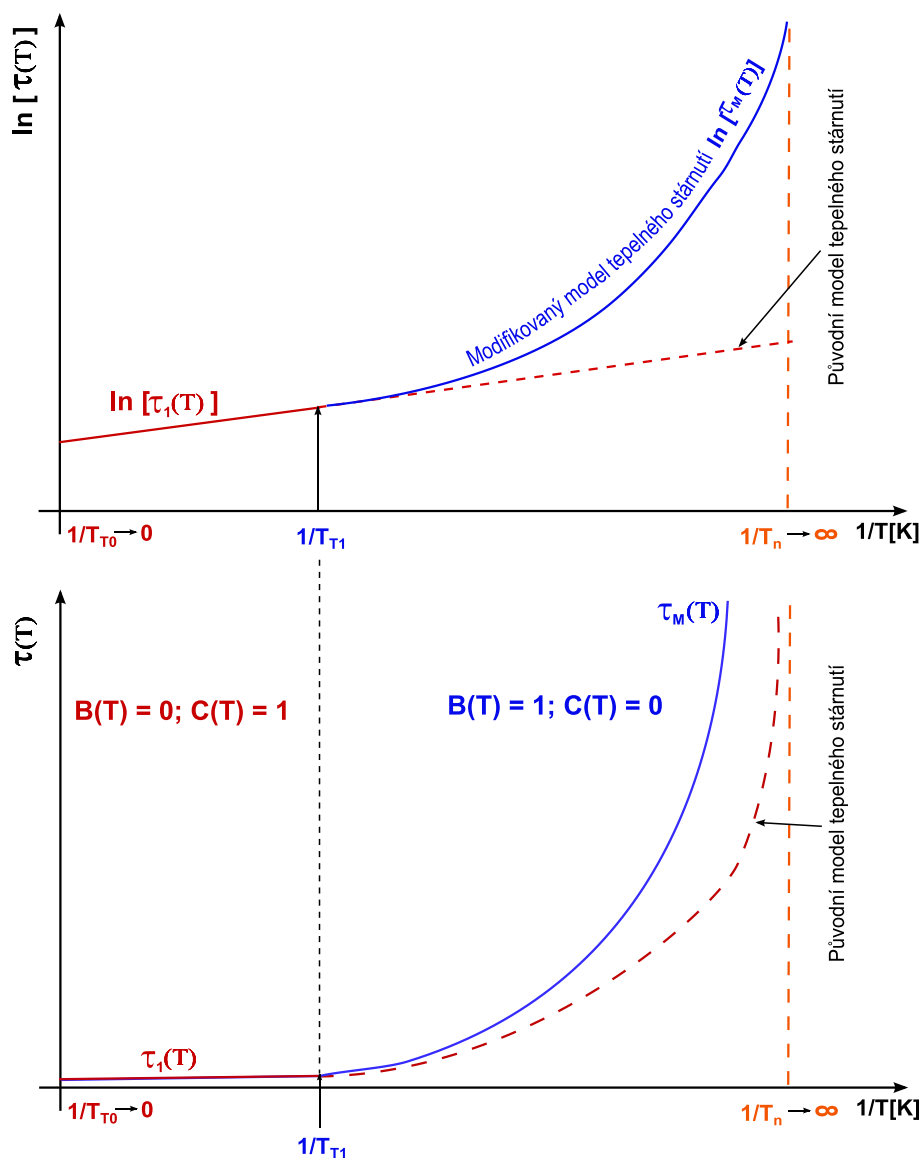 ln [ τ(T) ]
Modifikovaný model tepelného stárnutí ln [τM(T)]
Původní model tepelného stárnutí
ln [τ1(T) ]
1/TT0→0
1/TT1
1/Tn → ∞
1/T[K]
τ(T)
τM(T)
B(T) = 0; C(T) = 1
B(T) = 1; C(T) = 0
Původní model tepelného stárnutí
τ1(T)
1/TT0→0
1/TT1
1/Tn → ∞
1/T[K]